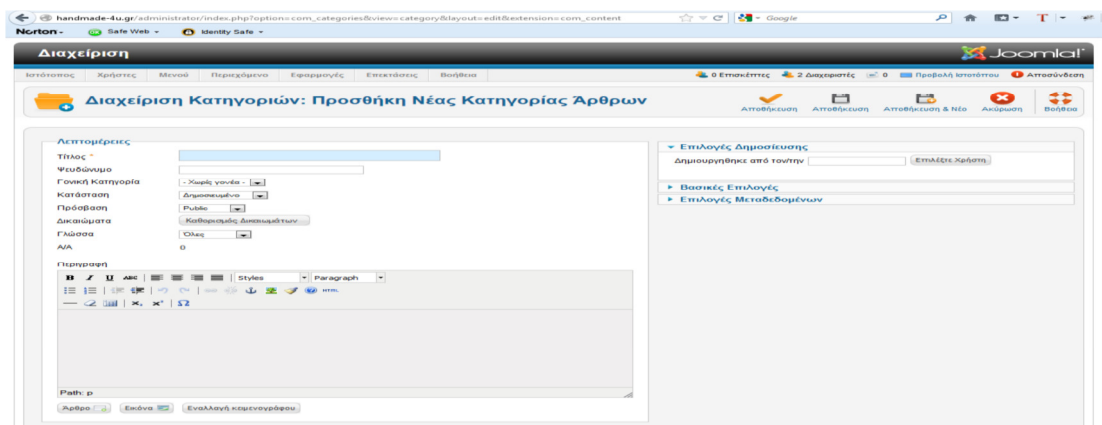 handmade-4u.gr/administrator/index.php?option=com_categories&view=category&layout=edit&extension=com_content
Google
Norton
Safe Web
Identity Safe
Διαχείριση
Joomla!
Ιστότοπος Χρήστες Μενού Περιεχόμενο Εφαρμογές Επεκτάσεις Βοήθεια
0 Επισκέπτες 2 Διαχειριστές 0 Προβολή Ιστοτόπου Αποσύνδεση
Διαχείριση Κατηγοριών: Προσθήκη Νέας Κατηγορίας Άρθρων
Αποθήκευση Αποθήκευση Αποθήκευση & Νέο Ακύρωση Βοήθεια
Λεπτομέρειες
Τίτλος *
Ψευδώνυμο
Γονική Κατηγορία - Χωρίς γονέα -
Κατάσταση Δημοσιευμένο
Πρόσβαση Public
Δικαιώματα Καθορισμός Δικαιωμάτων
Γλώσσα Όλες
Α/Α 0
Περιγραφή
B I U ABC Styles Paragraph
HTML
Ω
Path: p
Άρθρο Εικόνα Εναλλαγή κειμενογράφου
Επιλογές Δημοσίευσης
Δημιουργηθηκε από τον/την Επιλέξτε Χρήστη
Βασικές Επιλογές
Επιλογές Μεταδεδομένων